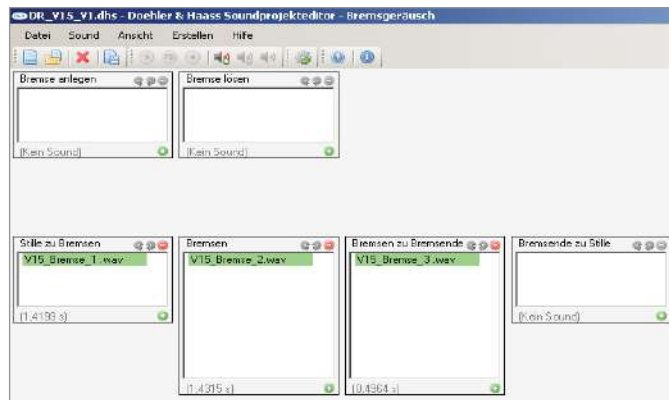 DR_V15_V1.dhs - Doehler & Haass Soundprojekteditor - Bremsgeräusch
Datei Sound Ansicht Erstellen Hilfe
Bremse anlegen Bremse lösen
(Kein Sound) (Kein Sound)
Stille zu Bremsen Bremsen Bremsen zu Bremsende Bremsende zu Stille
V15_Bremse_1.wav V15_Bremse_2.wav V15_Bremse_3.wav
(1,4199 s) (Kein Sound)
(1,4315 s) (0,4964 s)